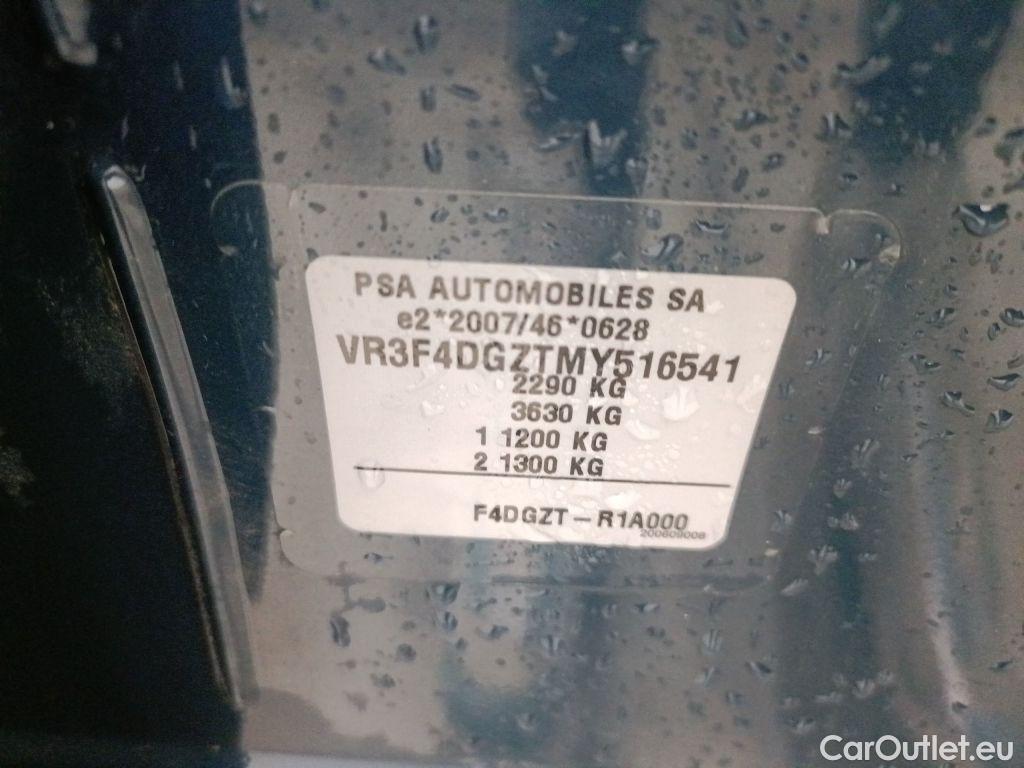 PSA AUTOMOBILES SA
e2*2007/46*0628
VR3F4DGZTMY516541
2290 KG
3630 KG
1 1200 KG
2 1300 KG
F4DGZT-R1A000
200609008
CarOutlet.eu